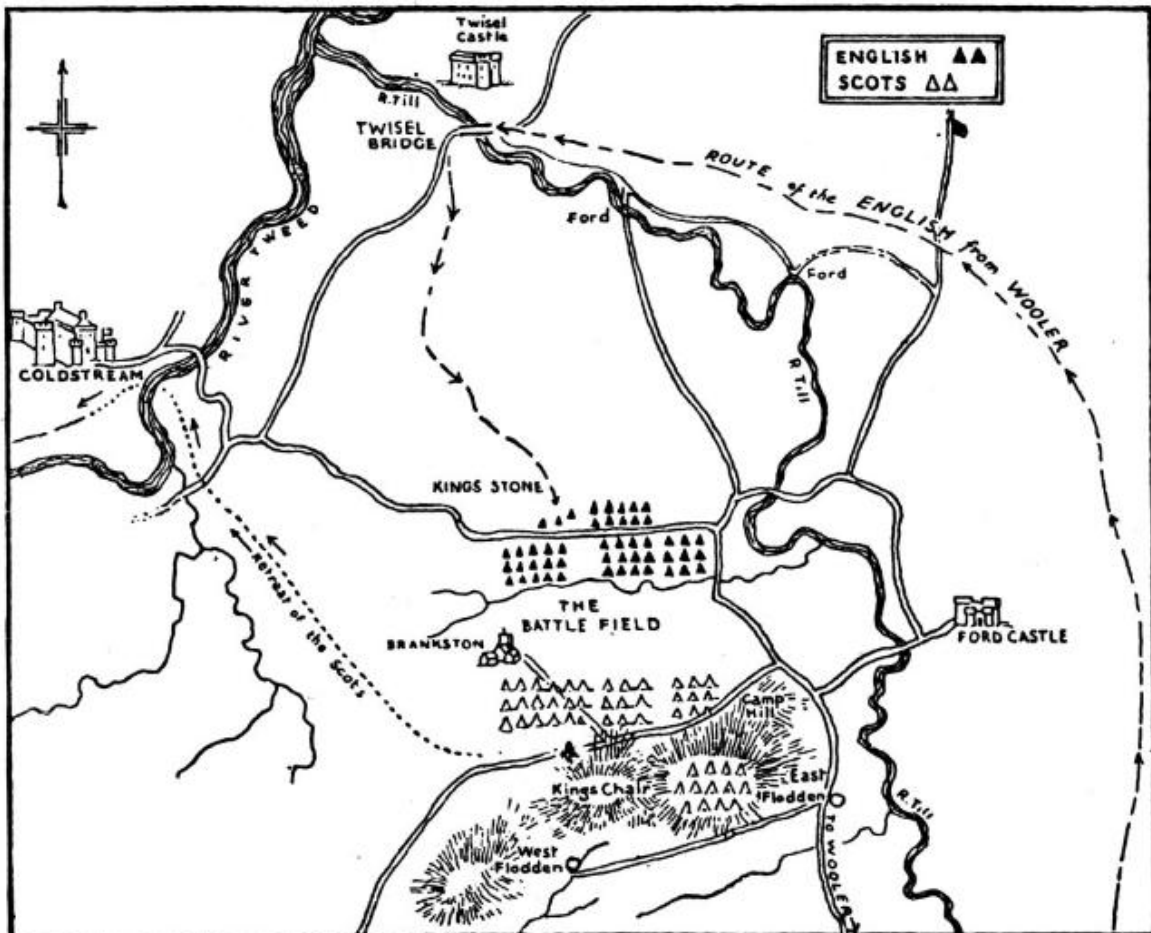 Twisel
Castle
ENGLISH
SCOTS
R. Till
TWISEL
BRIDGE
ROUTE of the ENGLISH from WOOLER
Ford
Ford
RIVER TWEED
COLDSTREAM
R Till
KINGS STONE
Retreat of the Scots
THE
BATTLE FIELD
BRANKSTON
FORD CASTLE
Camp
Hill
Kings Chair
East
Flodden
R. Till
West
Flodden
TO WOOLER